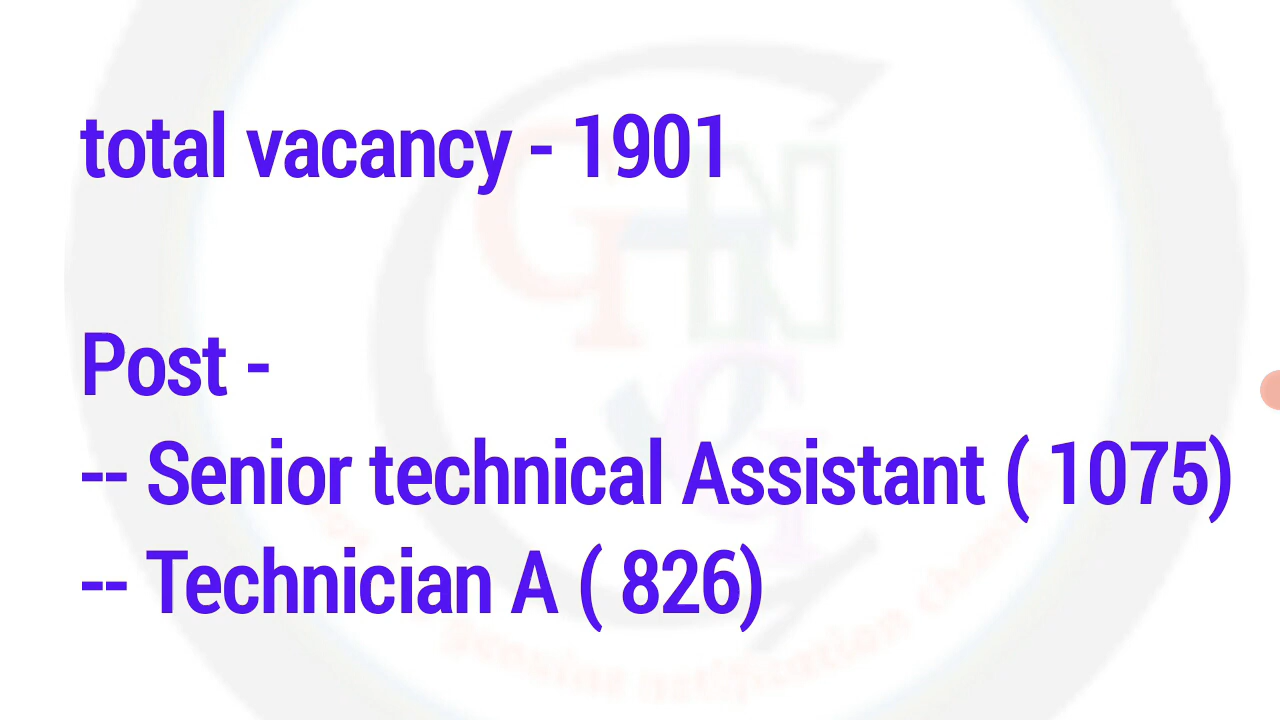 total vacancy - 1901
Post -
-- Senior technical Assistant ( 1075)
-- Technician A ( 826)